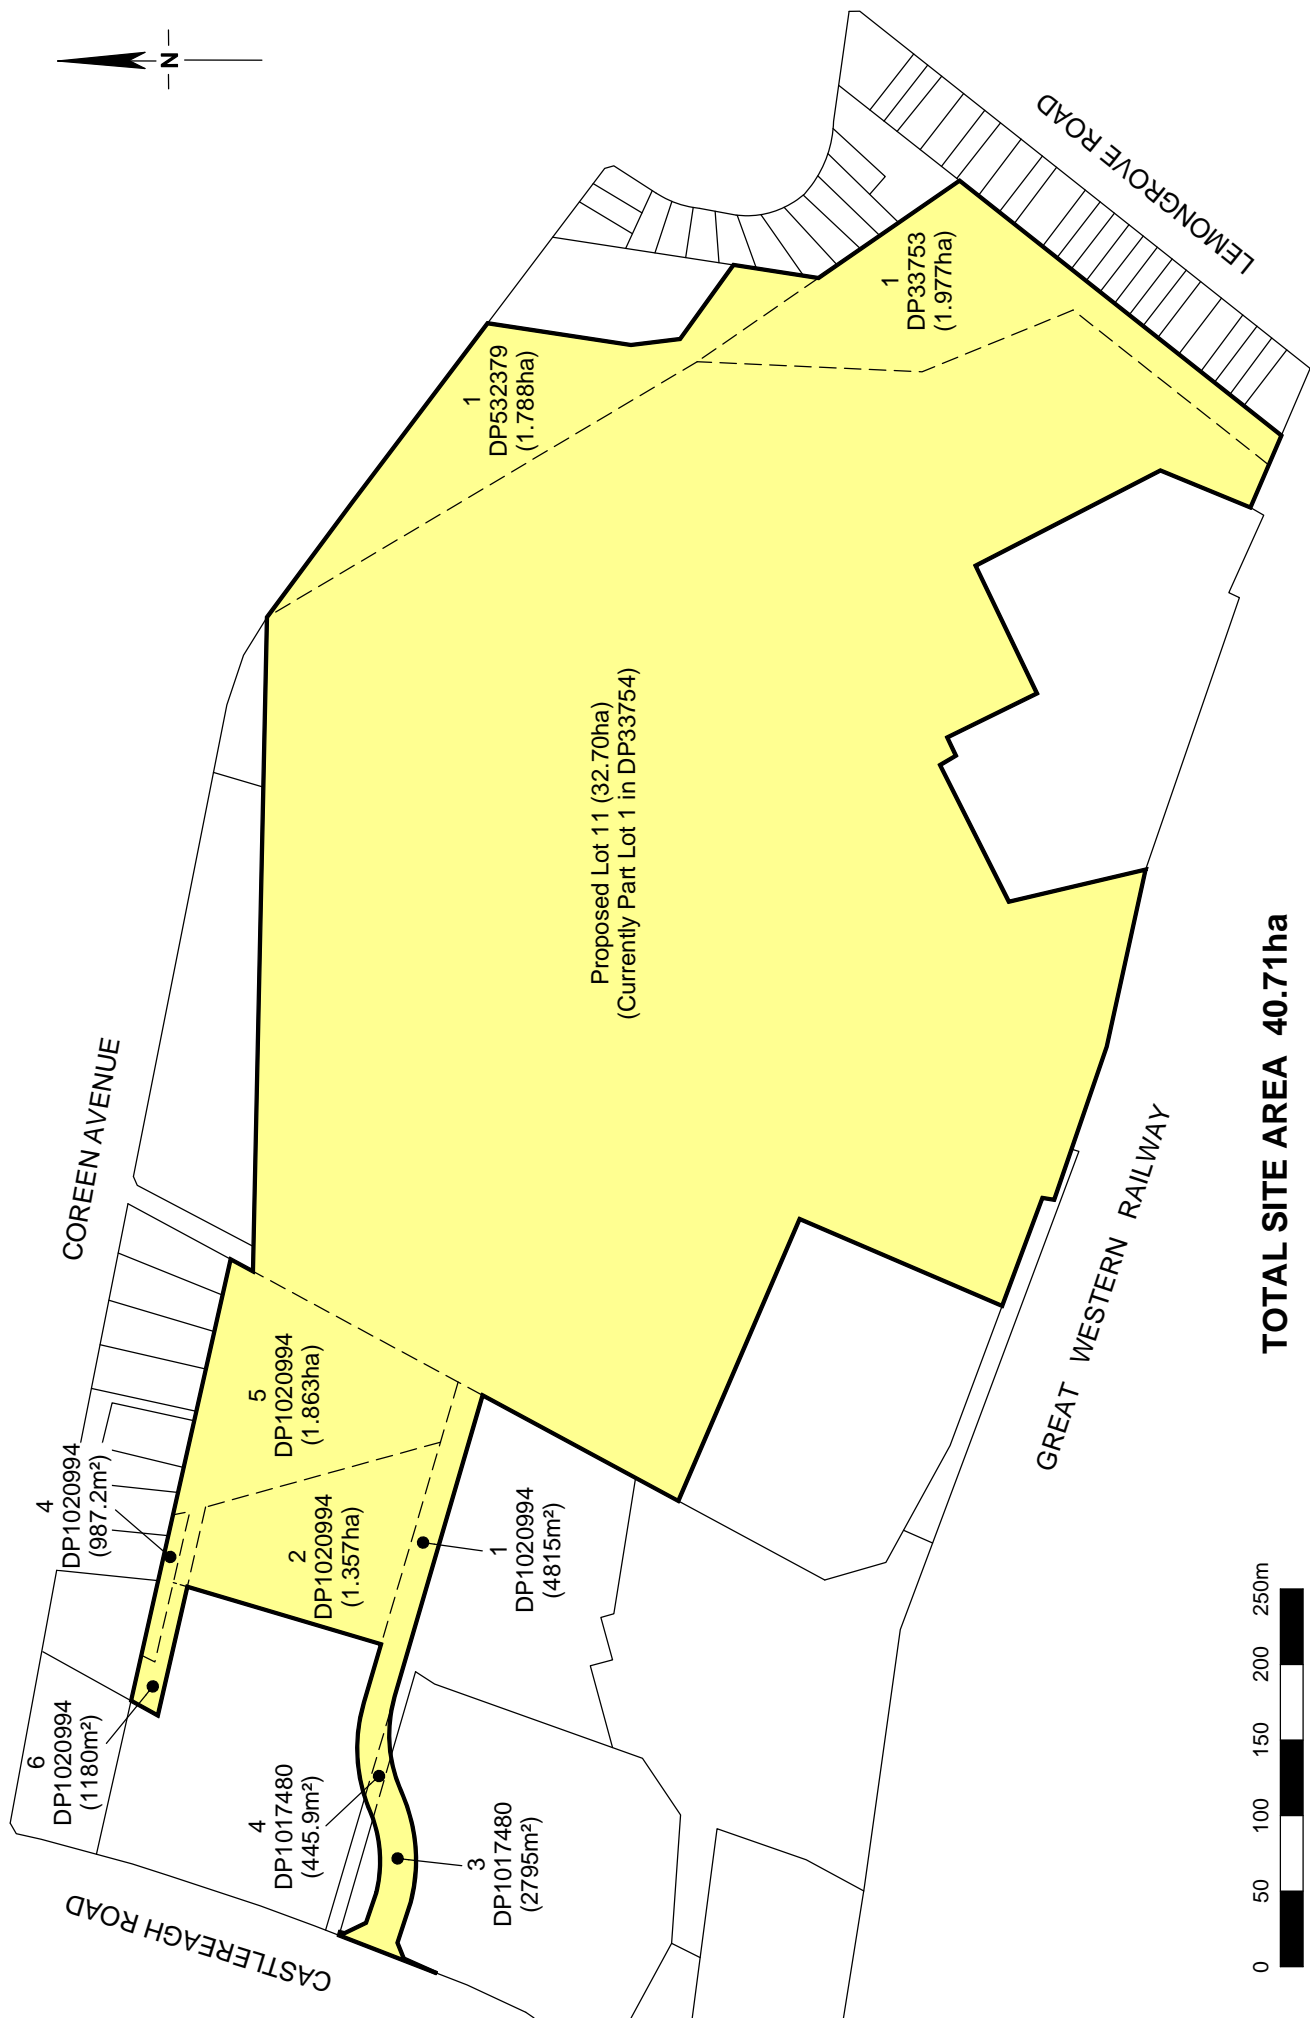 N
COREEN AVENUE
LEMONGROVE ROAD
CASTLEREAGH ROAD
GREAT WESTERN RAILWAY
6
DP1020994
(1180m²)
4
DP1020994
(987.2m²)
5
DP1020994
(1.863ha)
2
DP1020994
(1.357ha)
1
DP1020994
(4815m²)
4
DP1017480
(445.9m²)
3
DP1017480
(2795m²)
Proposed Lot 11 (32.70ha)
(Currently Part Lot 1 in DP33754)
1
DP532379
(1.788ha)
1
DP33753
(1.977ha)
0 50 100 150 200 250m
TOTAL SITE AREA 40.71ha